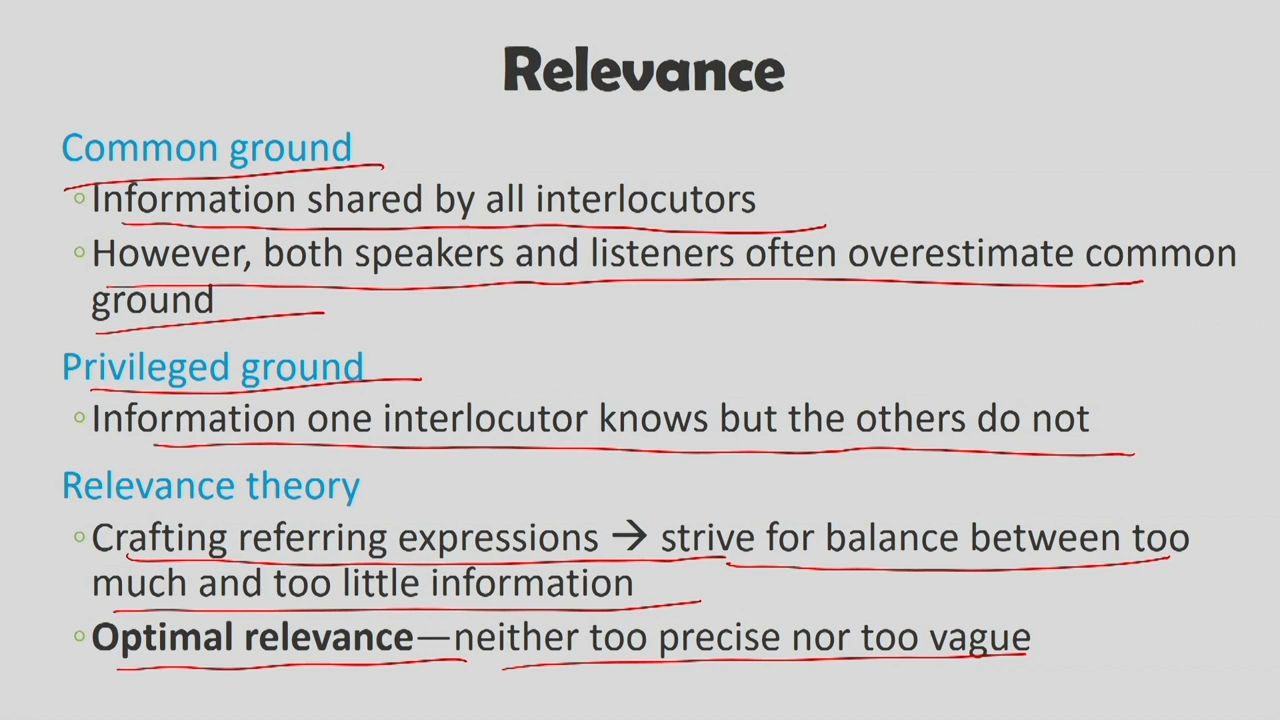 Relevance
Common ground
◦Information shared by all interlocutors
◦However, both speakers and listeners often overestimate common
ground
Privileged ground
◦Information one interlocutor knows but the others do not
Relevance theory
◦Crafting referring expressions → strive for balance between too
much and too little information
◦Optimal relevance—neither too precise nor too vague